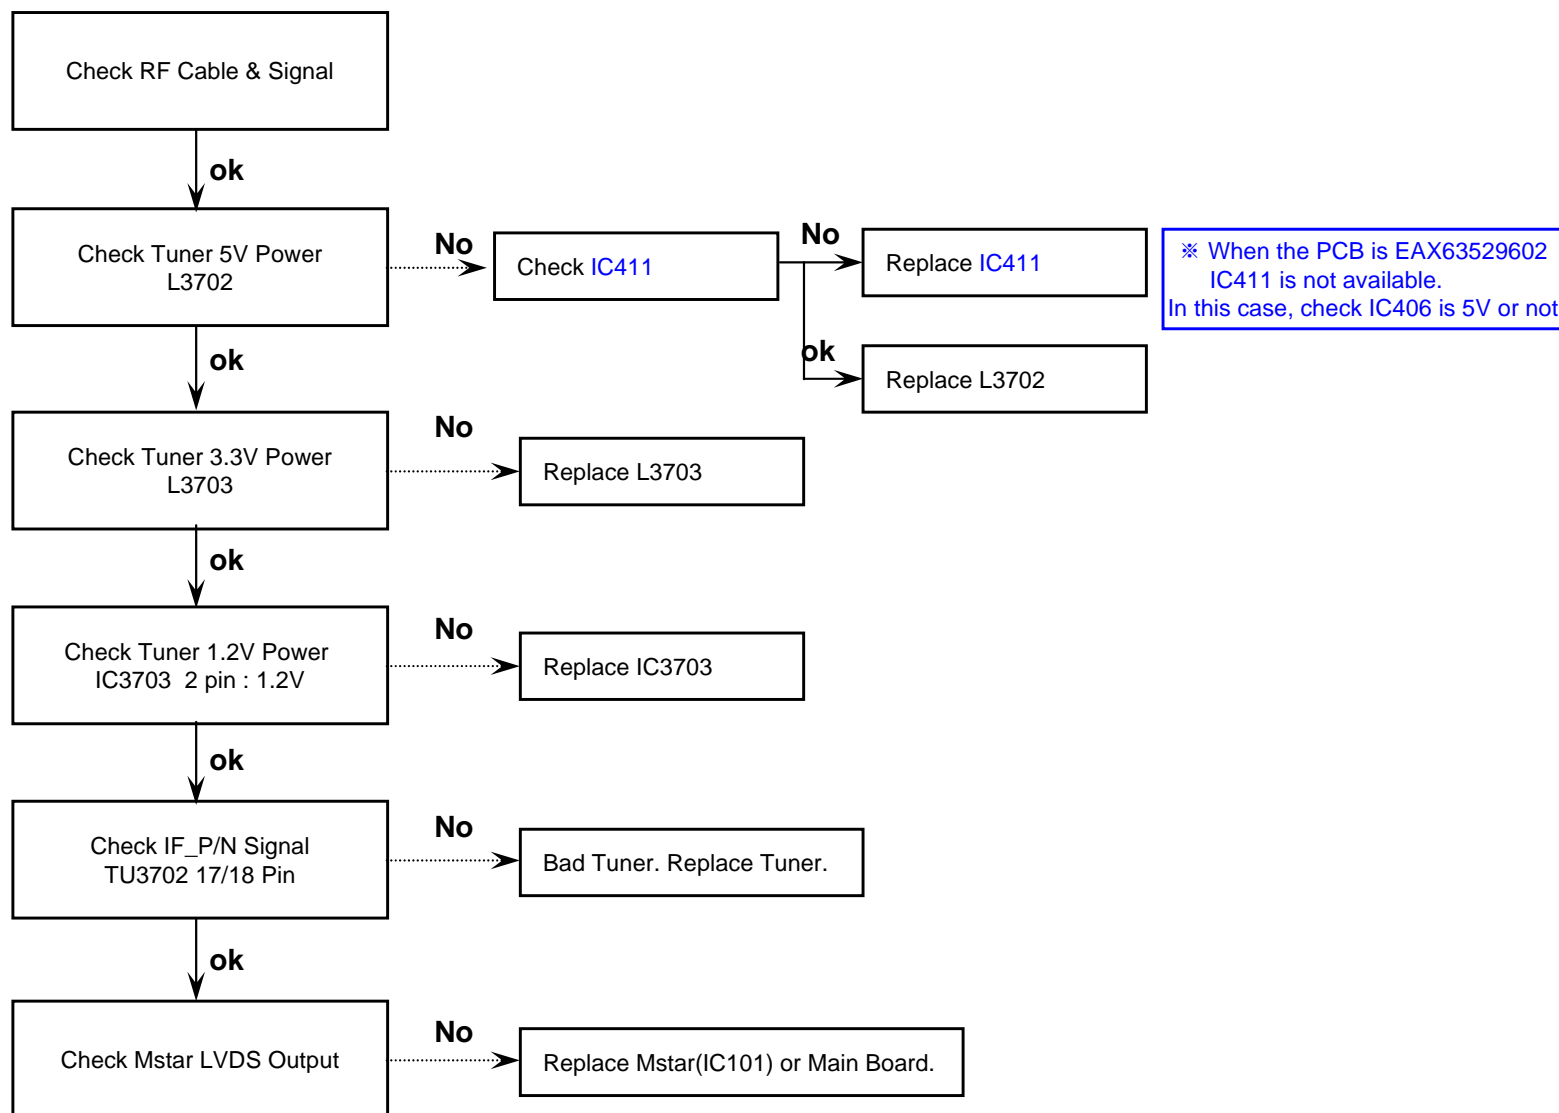 Check RF Cable & Signal
ok
Check Tuner 5V Power
L3702
No
Check IC411
No
Replace IC411
※ When the PCB is EAX63529602
IC411 is not available.
In this case, check IC406 is 5V or not
ok
Replace L3702
ok
Check Tuner 3.3V Power
L3703
No
Replace L3703
ok
Check Tuner 1.2V Power
IC3703 2 pin : 1.2V
No
Replace IC3703
ok
Check IF_P/N Signal
TU3702 17/18 Pin
No
Bad Tuner. Replace Tuner.
ok
Check Mstar LVDS Output
No
Replace Mstar(IC101) or Main Board.